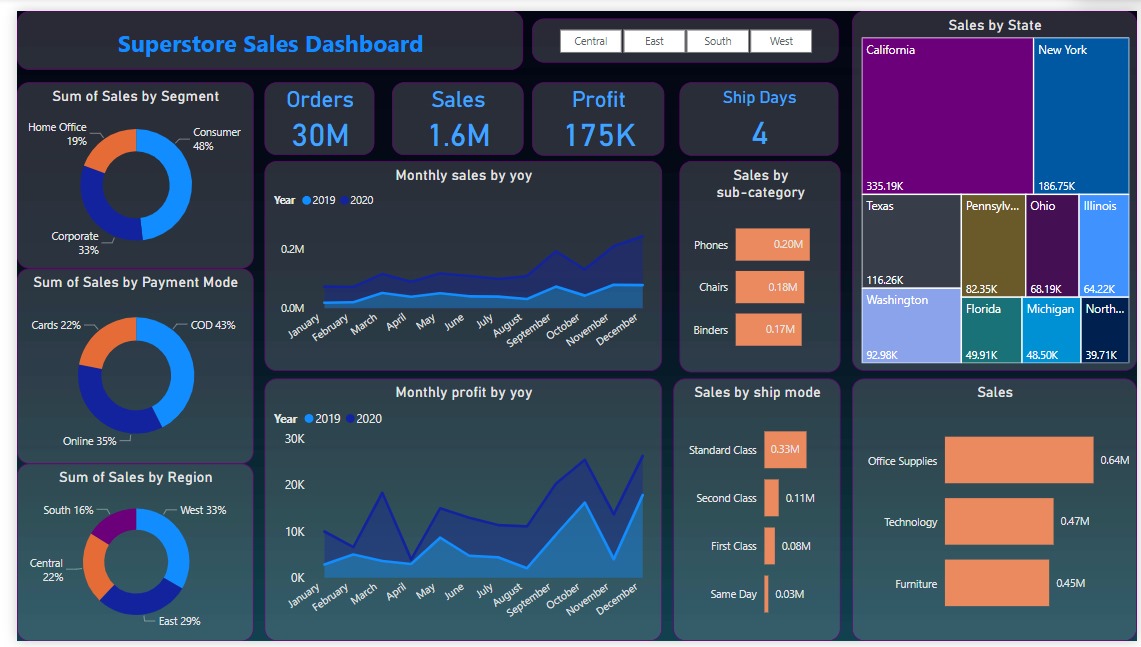 Superstore Sales Dashboard
Central East South West
Sum of Sales by Segment
Home Office
19%
Consumer
48%
Corporate
33%
Sum of Sales by Payment Mode
Cards 22%
COD 43%
Online 35%
Sum of Sales by Region
South 16%
West 33%
Central
22%
East 29%
Orders
30M
Sales
1.6M
Profit
175K
Ship Days
4
Monthly sales by yoy
Year 2019 2020
0.2M
0.0M
January February March April May June July August September October November December
Monthly profit by yoy
Year 2019 2020
30K
20K
10K
0K
January February March April May June July August September October November December
Sales by
sub-category
Phones 0.20M
Chairs 0.18M
Binders 0.17M
Sales by ship mode
Standard Class 0.33M
Second Class 0.11M
First Class 0.08M
Same Day 0.03M
Sales by State
California
335.19K
New York
186.75K
Texas
116.26K
Pennsylv...
82.35K
Ohio
68.19K
Illinois
64.22K
Washington
92.98K
Florida
49.91K
Michigan
48.50K
North...
39.71K
Sales
Office Supplies 0.64M
Technology 0.47M
Furniture 0.45M